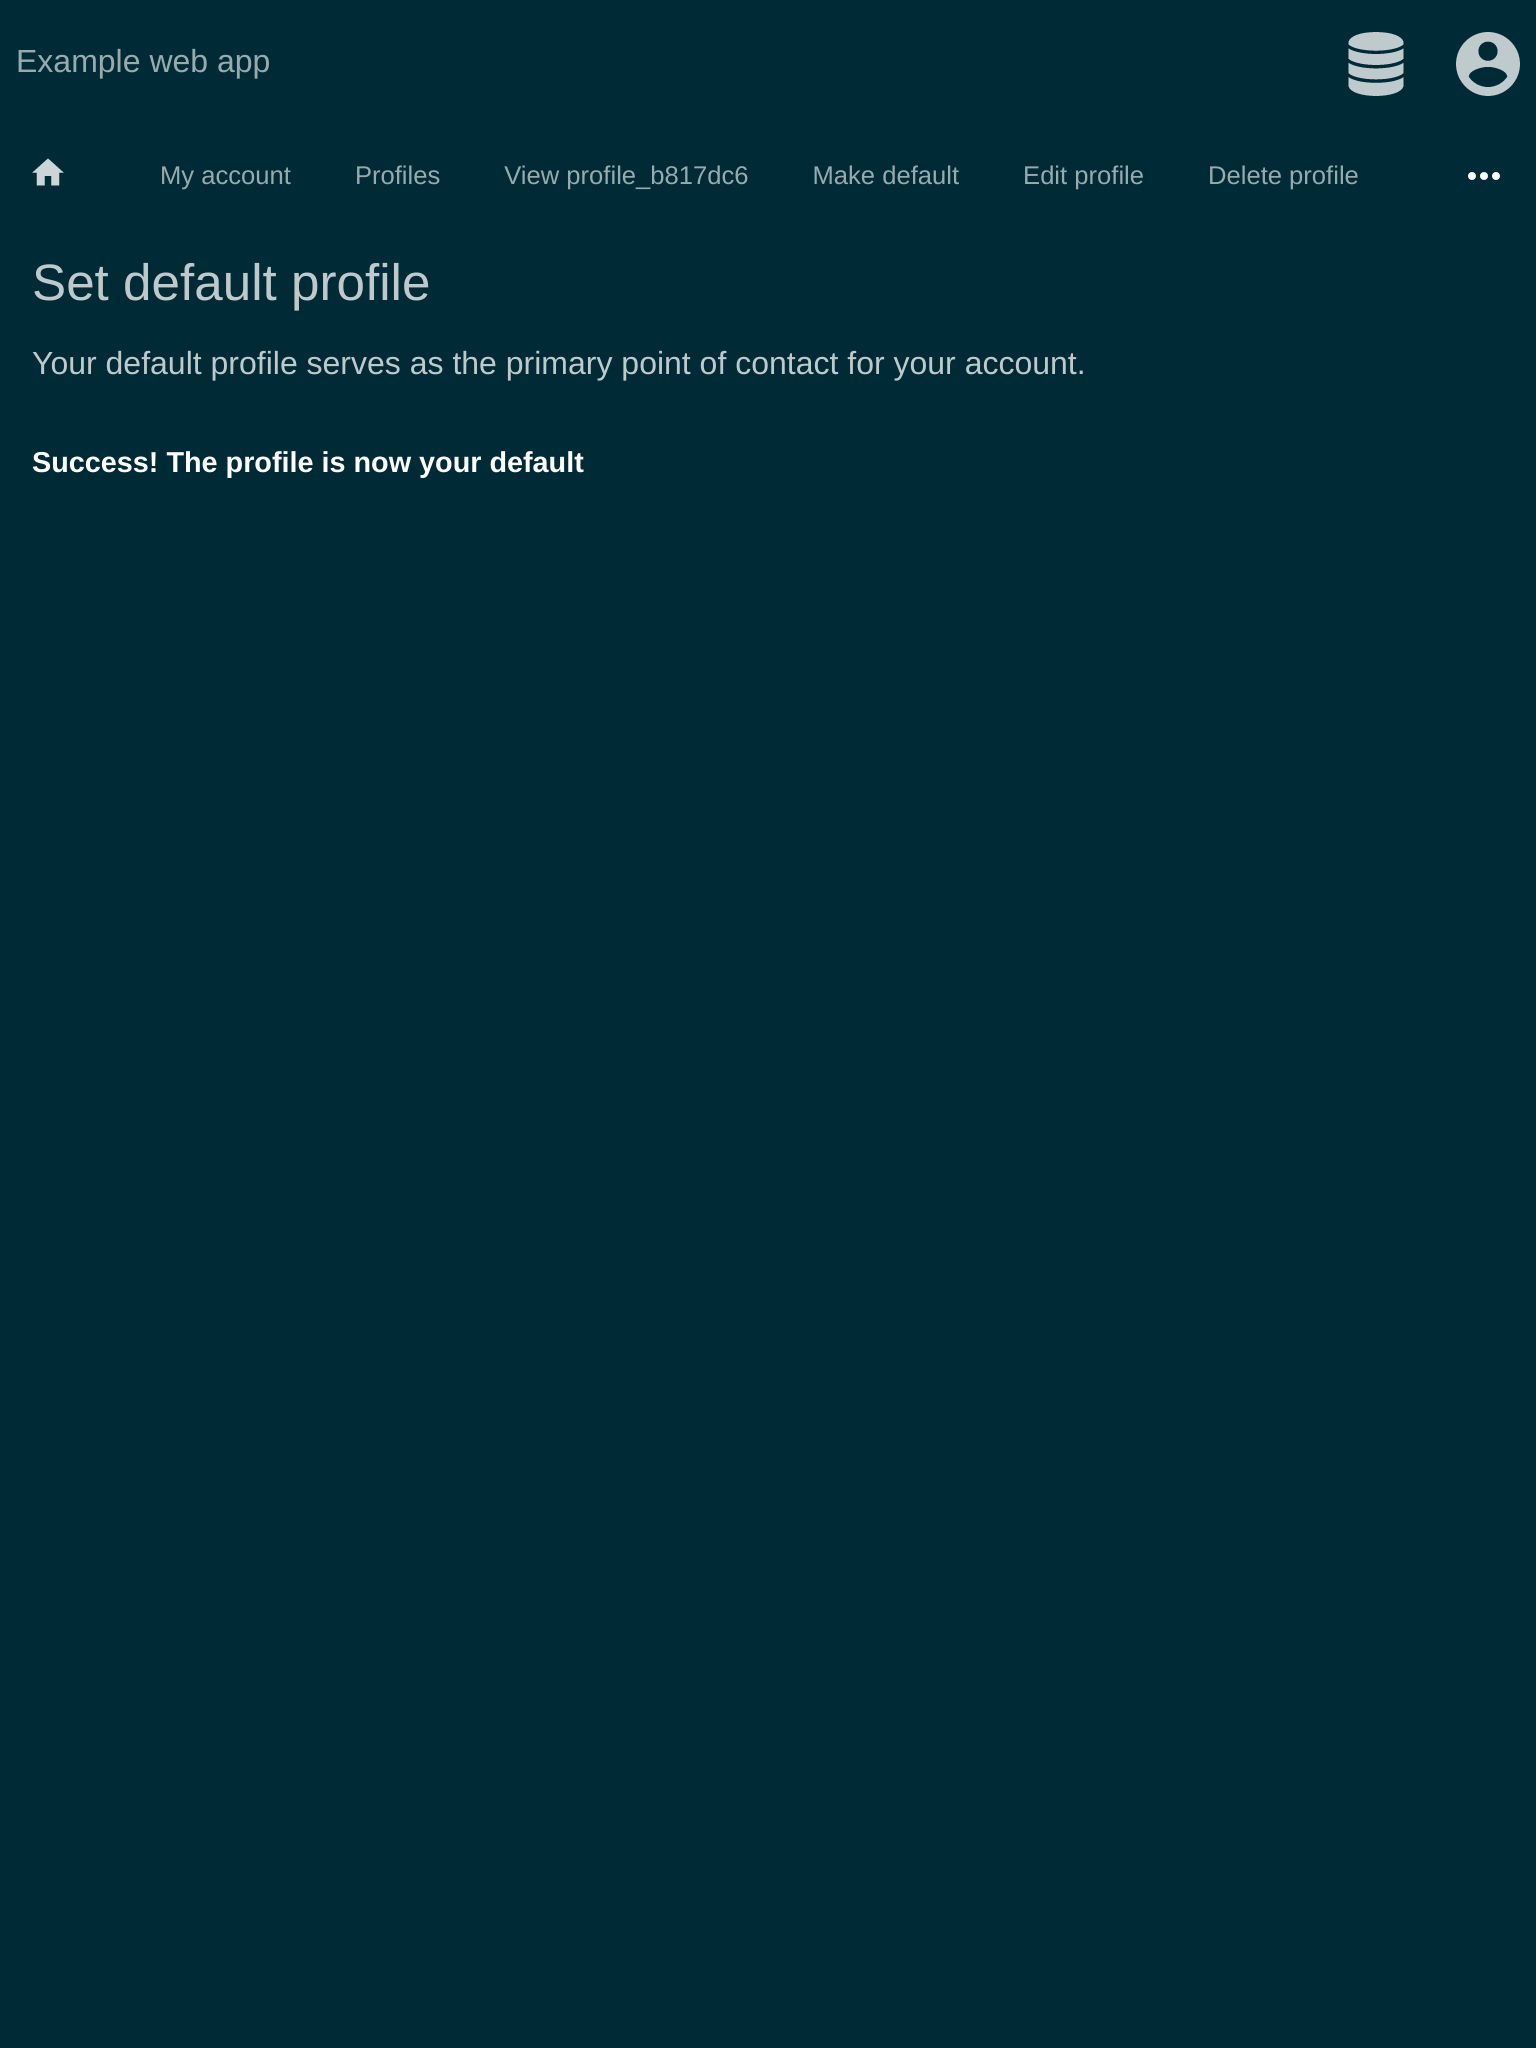 Example web app
My account Profiles View profile_b817dc6 Make default Edit profile Delete profile
Set default profile
Your default profile serves as the primary point of contact for your account.
Success! The profile is now your default